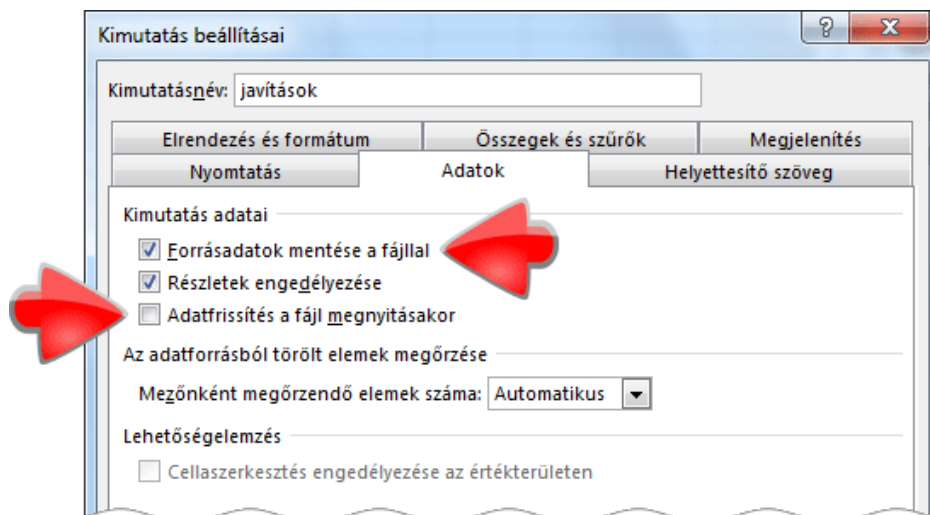 Kimutatás beállításai
Kimutatásnév: javítások
Elrendezés és formátum Összegek és szűrők Megjelenítés
Nyomtatás Adatok Helyettesítő szöveg
Kimutatás adatai
Forrásadatok mentése a fájllal
Részletek engedélyezése
Adatfrissítés a fájl megnyitásakor
Az adatforrásból törölt elemek megőrzése
Mezőnként megőrzendő elemek száma: Automatikus
Lehetőségelemzés
Cellaszerkesztés engedélyezése az értékterületen